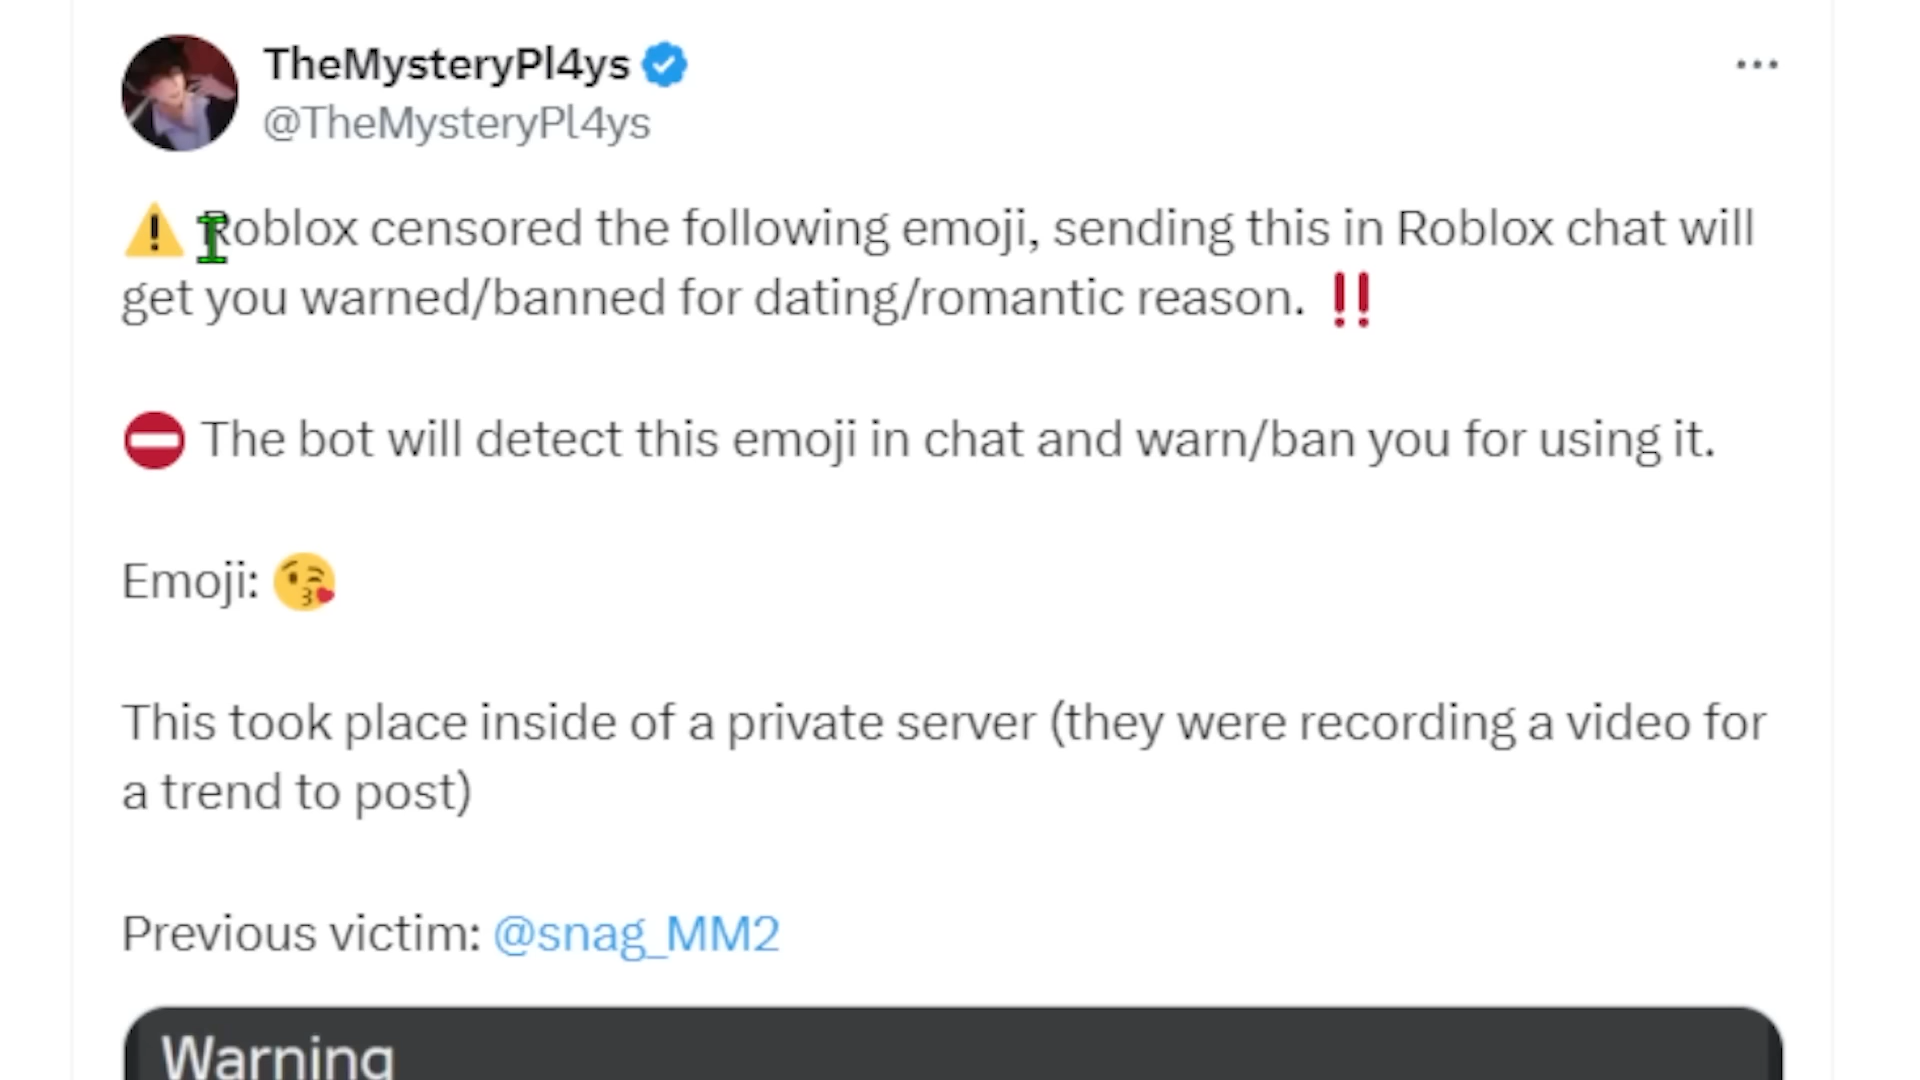 TheMysteryPl4ys
@TheMysteryPl4ys
⚠️ Roblox censored the following emoji, sending this in Roblox chat will
get you warned/banned for dating/romantic reason. ‼️
⛔ The bot will detect this emoji in chat and warn/ban you for using it.
Emoji: 😘
This took place inside of a private server (they were recording a video for
a trend to post)
Previous victim: @snag_MM2
Warning